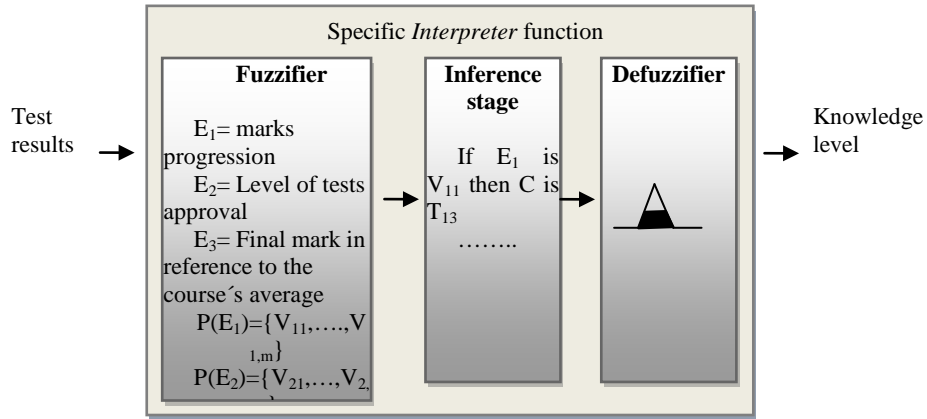 Specific Interpreter function
Test
results
Fuzzifier
E1= marks
progression
E2= Level of tests
approval
E3= Final mark in
reference to the
course´s average
P(E1)={V11,….,V
1,m}
P(E2)={V21,…,V2,
Inference
stage
If E1 is
V11 then C is
T13
……..
Defuzzifier
Knowledge
level